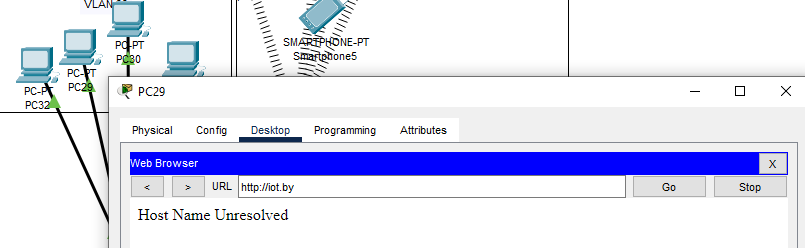 VLAN
PC-PT
PC30
PC-PT
PC29
PC-PT
PC32
SMARTPHONE-PT
Smartphone5
PC29
Physical Config Desktop Programming Attributes
Web Browser X
< > URL http://iot.by Go Stop
Host Name Unresolved